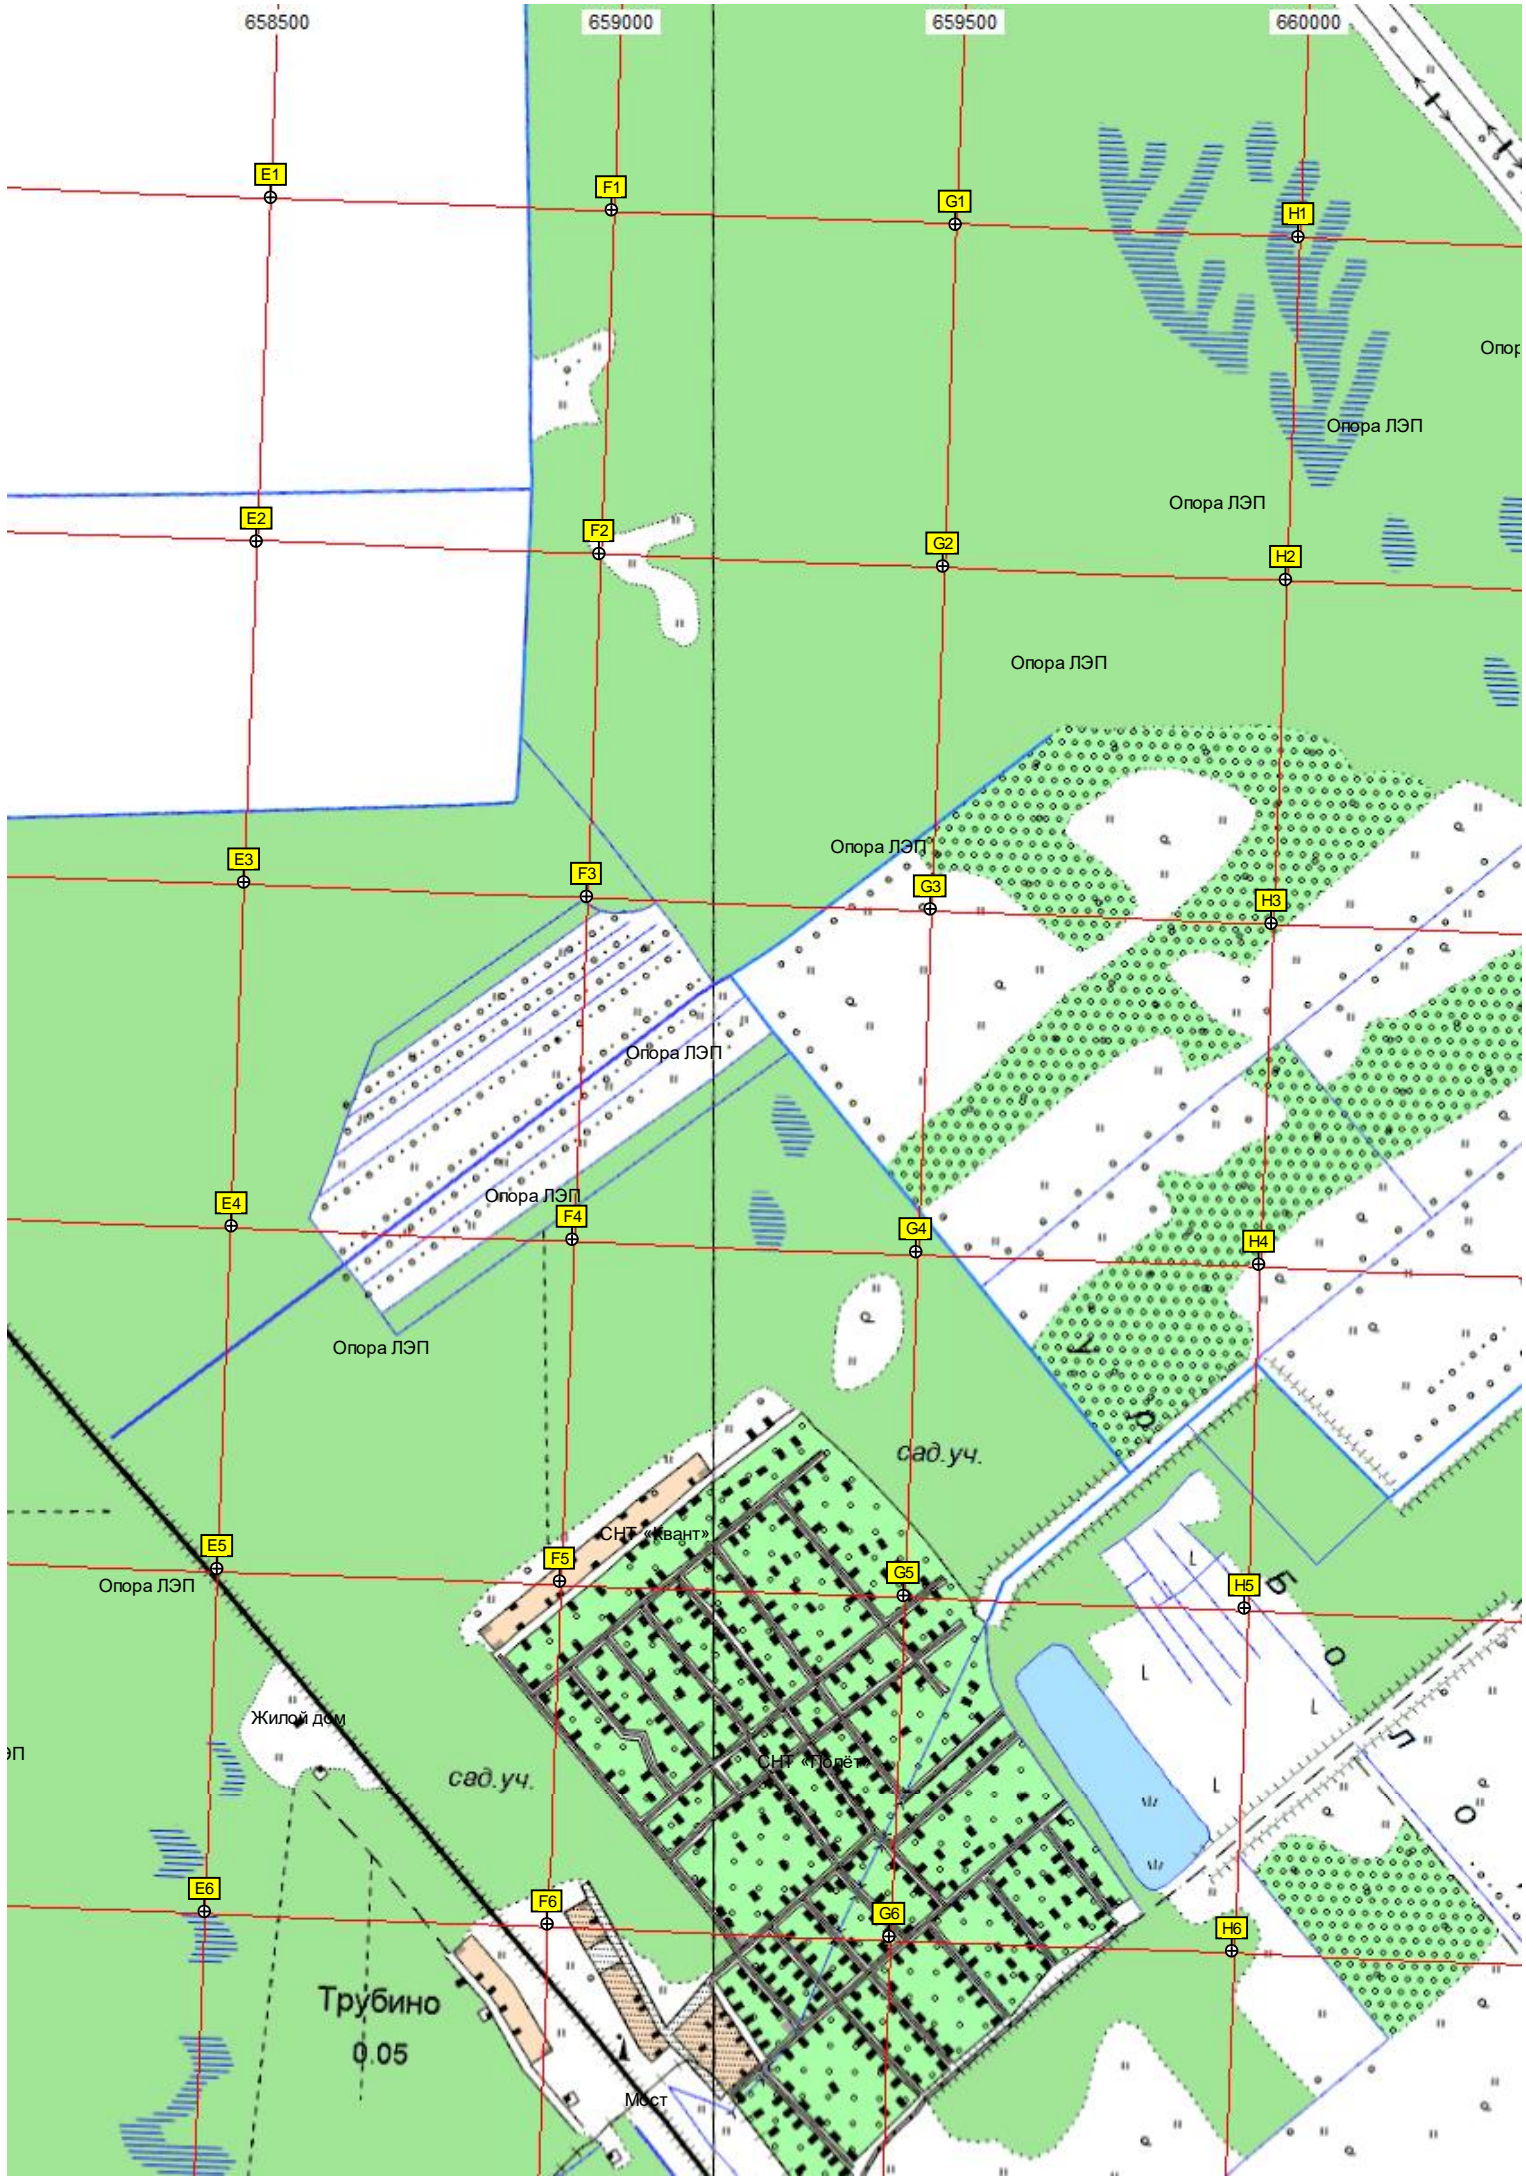 658500 659000 659500 660000
E1 F1 G1 H1
Опора ЛЭП
Опора ЛЭП
E2 F2 G2 H2
Опора ЛЭП
Опора ЛЭП
E3 F3 G3 H3
Опора ЛЭП
Опора ЛЭП
E4 F4 G4 H4
Опора ЛЭП
У
р
сад.уч.
СНТ «Квант»
E5 F5 G5 H5
Опора ЛЭП
Б
о
л
о
Жилой дом
ЭП
СНТ «Полёт»
сад.уч.
E6 F6 G6 H6
Трубино
0.05
Мост